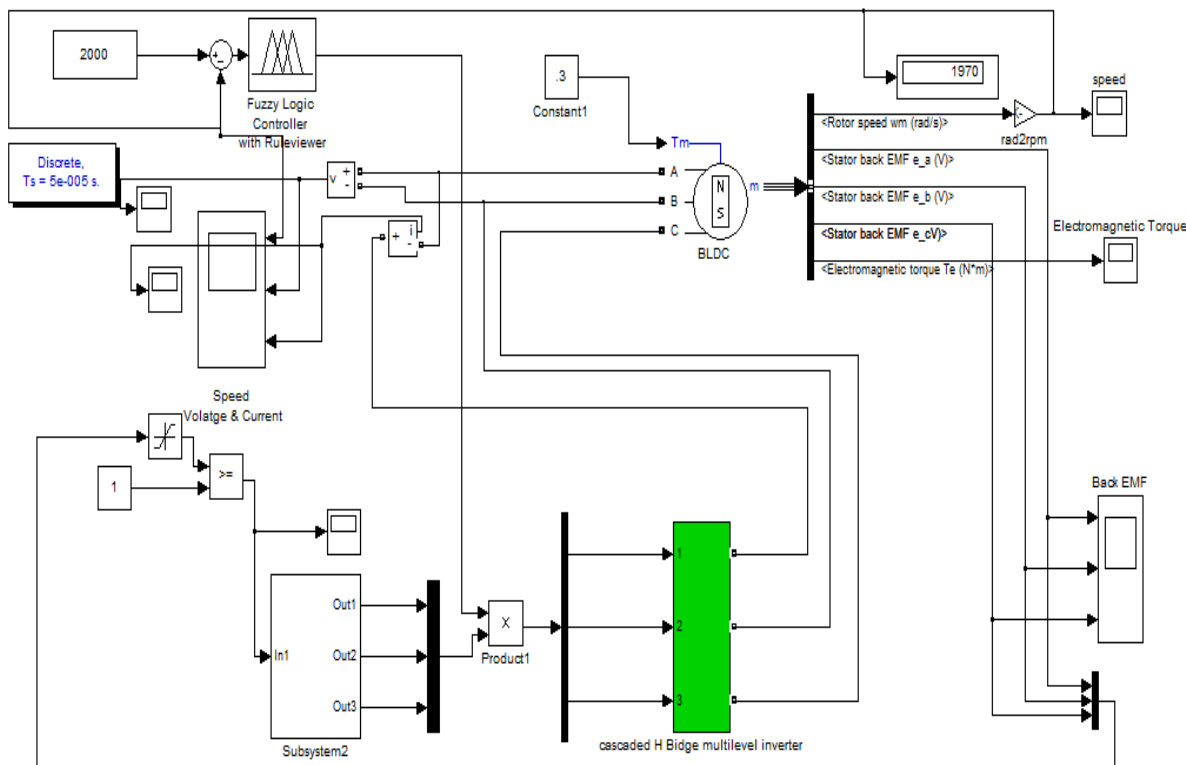 2000
+
-
Fuzzy Logic
Controller
with Ruleviewer
.3
Constant1
1970
speed
<Rotor speed wm (rad/s)>
rad2rpm
Discrete,
Ts = 5e-005 s.
v
+
-
Tm
A
B
C
N
S
m
BLDC
<Stator back EMF e_a (V)>
<Stator back EMF e_b (V)>
<Stator back EMF e_cV)>
<Electromagnetic torque Te (N*m)>
Electromagnetic Torque
+
i
-
Speed
Volatge & Current
>=
1
Back EMF
In1
Out1
Out2
Out3
Subsystem2
X
Product1
1
2
3
cascaded H Bidge multilevel inverter